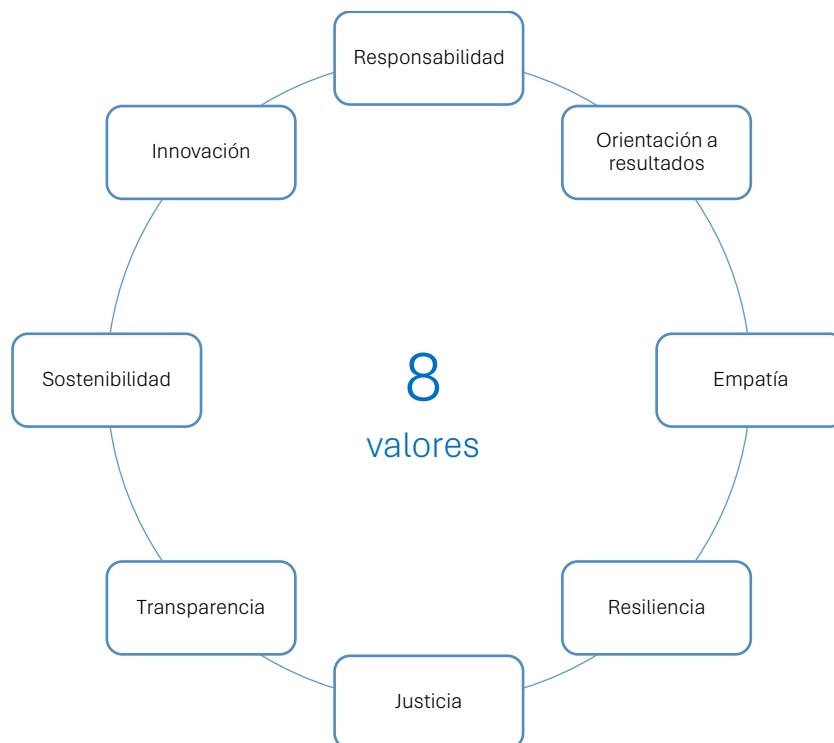 Responsabilidad
Orientación a
resultados
Empatía
Resiliencia
Justicia
Transparencia
Sostenibilidad
Innovación
8
valores